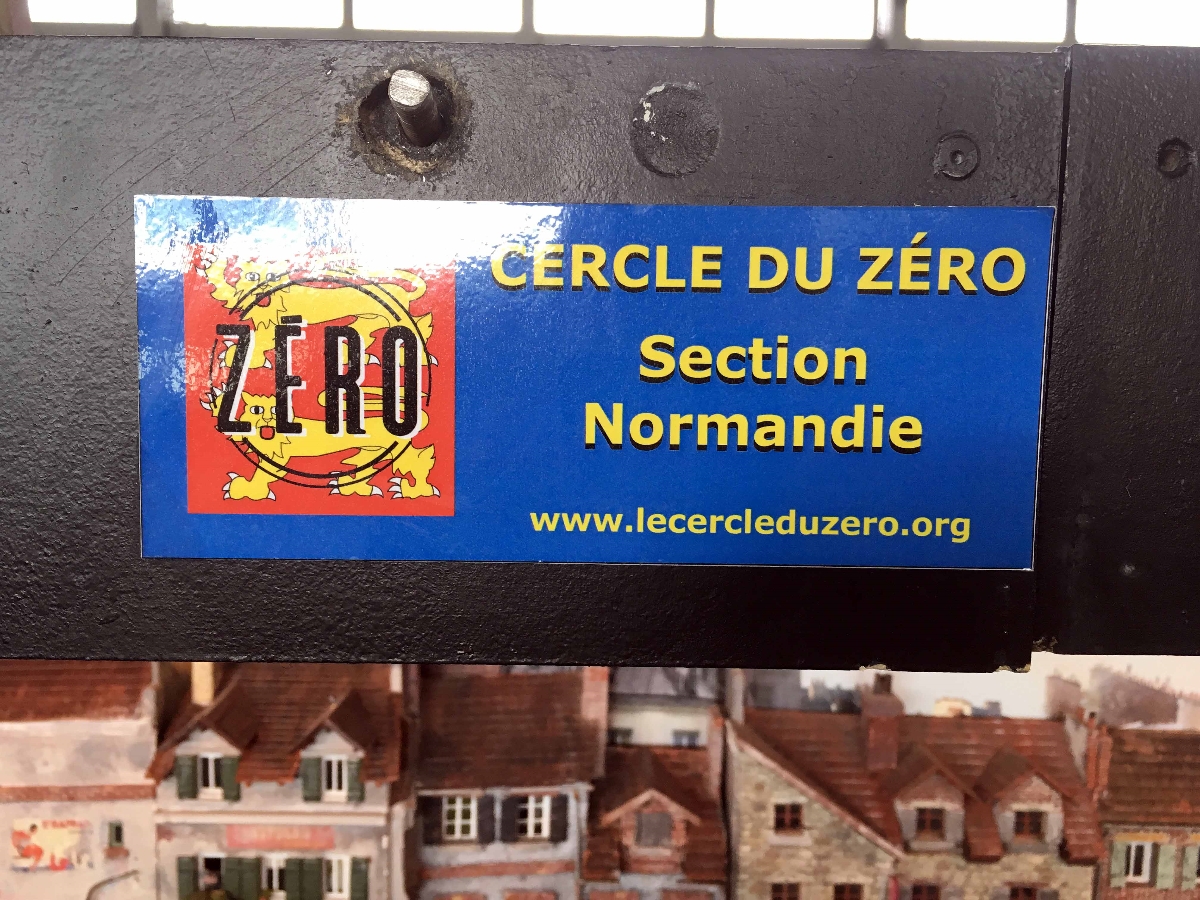 ZÉRO
CERCLE DU ZÉRO
Section
Normandie
www.lecercleduzero.org